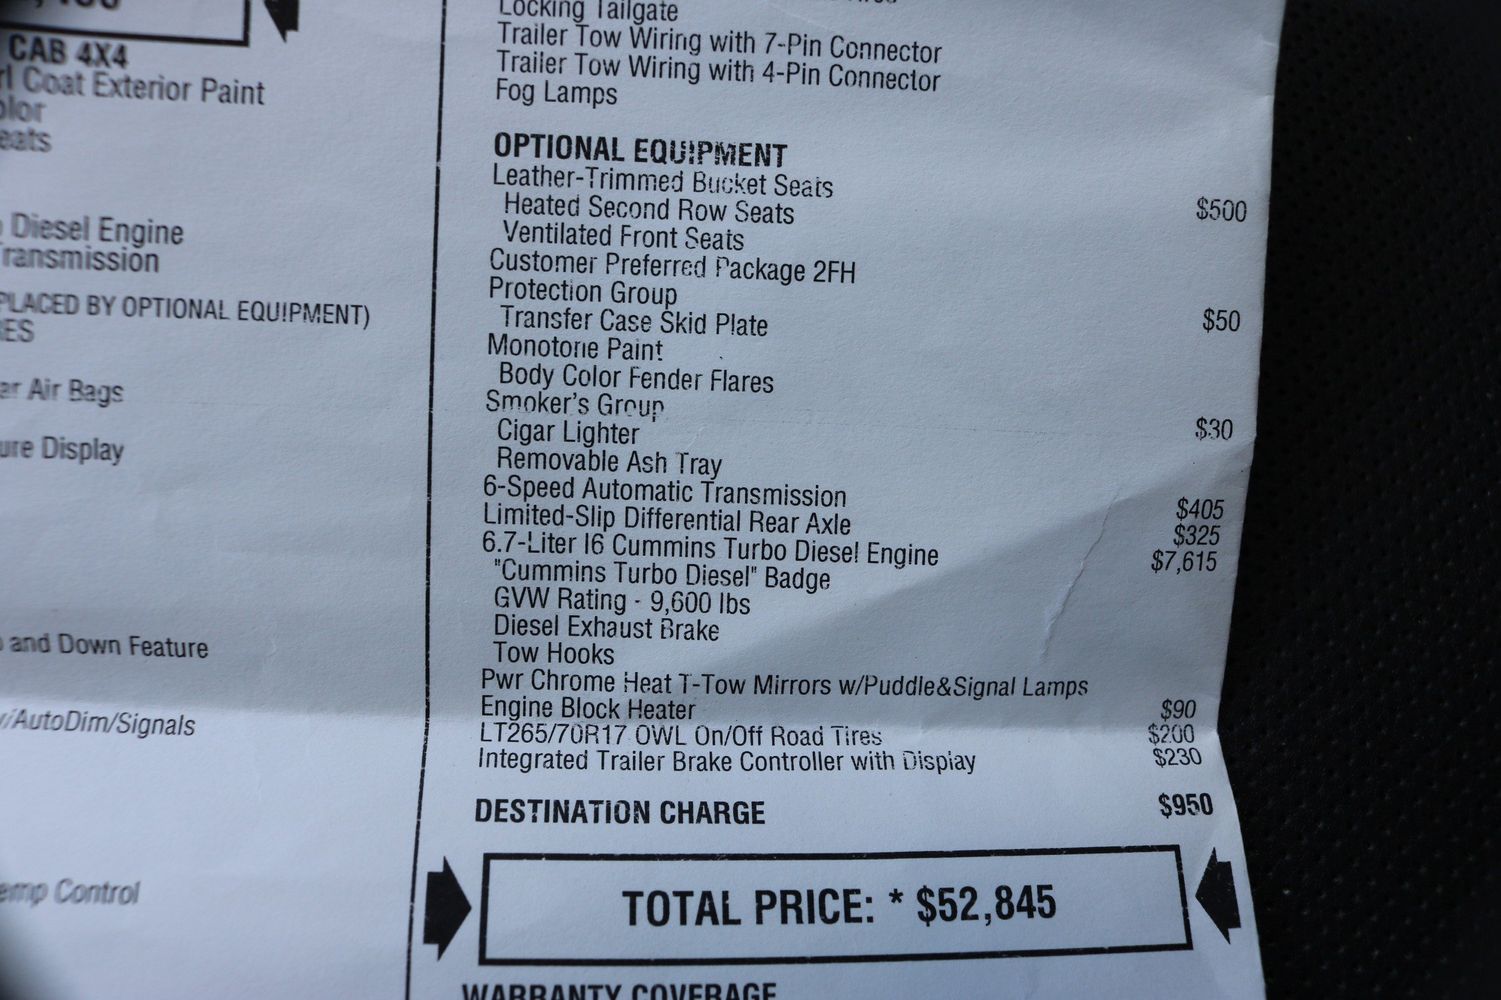 CAB 4X4
Coat Exterior Paint
Diesel Engine
BY OPTIONAL EQUIPMENT)
Air Bags
Display
and Down Feature
AutoDim/Signals
Control
Locking Tailgate
Trailer Tow Wiring with 7-Pin Connector
Trailer Tow Wiring with 4-Pin Connector
Fog Lamps
OPTIONAL EQUIPMENT
Leather-Trimmed Bucket Seats $500
Heated Second Row Seats
Ventilated Front Seats
Customer Preferred Package 2FH
Protection Group $50
Transfer Case Skid Plate
Monotone Paint
Body Color Fender Flares
Smoker's Group $30
Cigar Lighter
Removable Ash Tray
6-Speed Automatic Transmission $405
Limited-Slip Differential Rear Axle $325
6.7-Liter I6 Cummins Turbo Diesel Engine $7,615
"Cummins Turbo Diesel" Badge
GVW Rating - 9,600 lbs
Diesel Exhaust Brake
Tow Hooks
Pwr Chrome Heat T-Tow Mirrors w/Puddle&Signal Lamps
Engine Block Heater $90
LT265/70R17 OWL On/Off Road Tires $200
Integrated Trailer Brake Controller with Display $230
DESTINATION CHARGE $950
TOTAL PRICE: * $52,845
WARRANTY COVERAGE